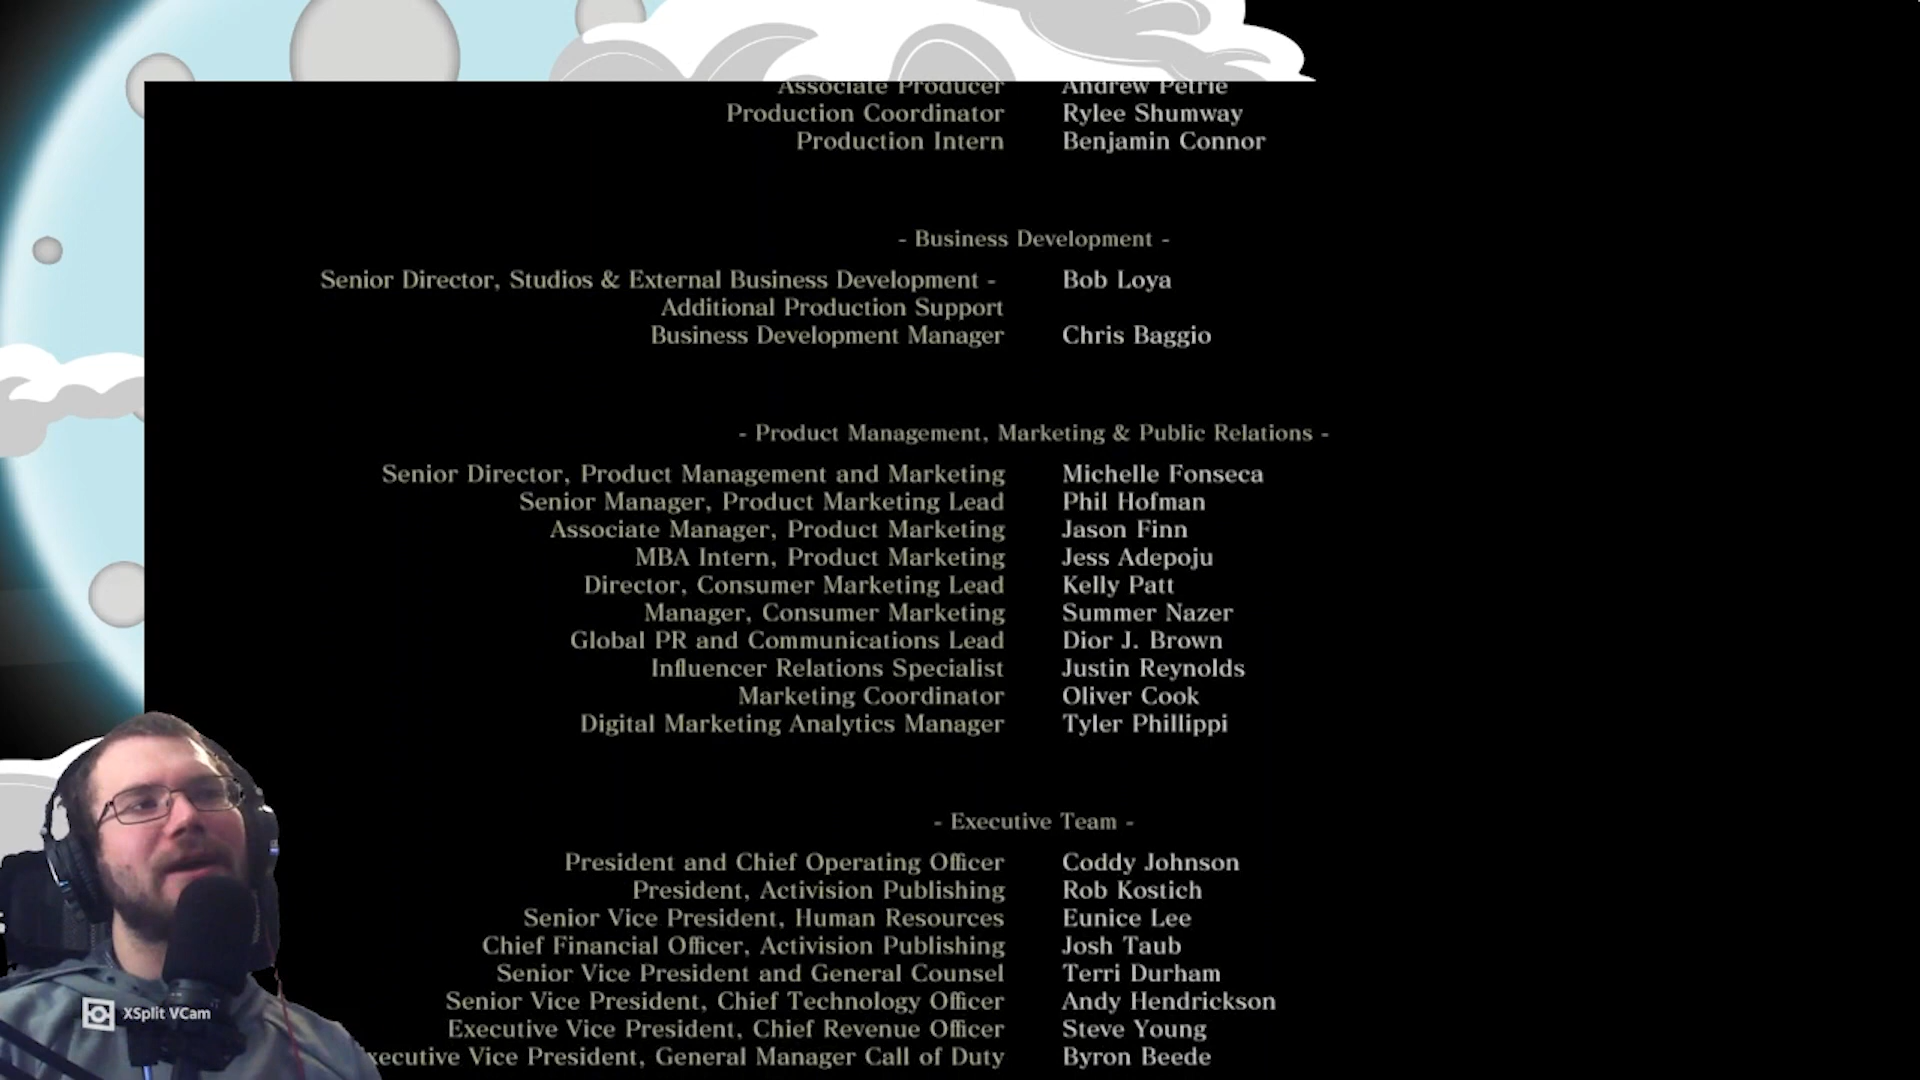 Associate Producer Andrew Petrie
Production Coordinator Rylee Shumway
Production Intern Benjamin Connor
- Business Development -
Senior Director, Studios & External Business Development - Bob Loya
Additional Production Support
Business Development Manager Chris Baggio
- Product Management, Marketing & Public Relations -
Senior Director, Product Management and Marketing Michelle Fonseca
Senior Manager, Product Marketing Lead Phil Hofman
Associate Manager, Product Marketing Jason Finn
MBA Intern, Product Marketing Jess Adepoju
Director, Consumer Marketing Lead Kelly Patt
Manager, Consumer Marketing Summer Nazer
Global PR and Communications Lead Dior J. Brown
Influencer Relations Specialist Justin Reynolds
Marketing Coordinator Oliver Cook
Digital Marketing Analytics Manager Tyler Phillippi
- Executive Team -
President and Chief Operating Officer Coddy Johnson
President, Activision Publishing Rob Kostich
Senior Vice President, Human Resources Eunice Lee
Chief Financial Officer, Activision Publishing Josh Taub
Senior Vice President and General Counsel Terri Durham
Senior Vice President, Chief Technology Officer Andy Hendrickson
Executive Vice President, Chief Revenue Officer Steve Young
xecutive Vice President, General Manager Call of Duty Byron Beede
XSplit VCam